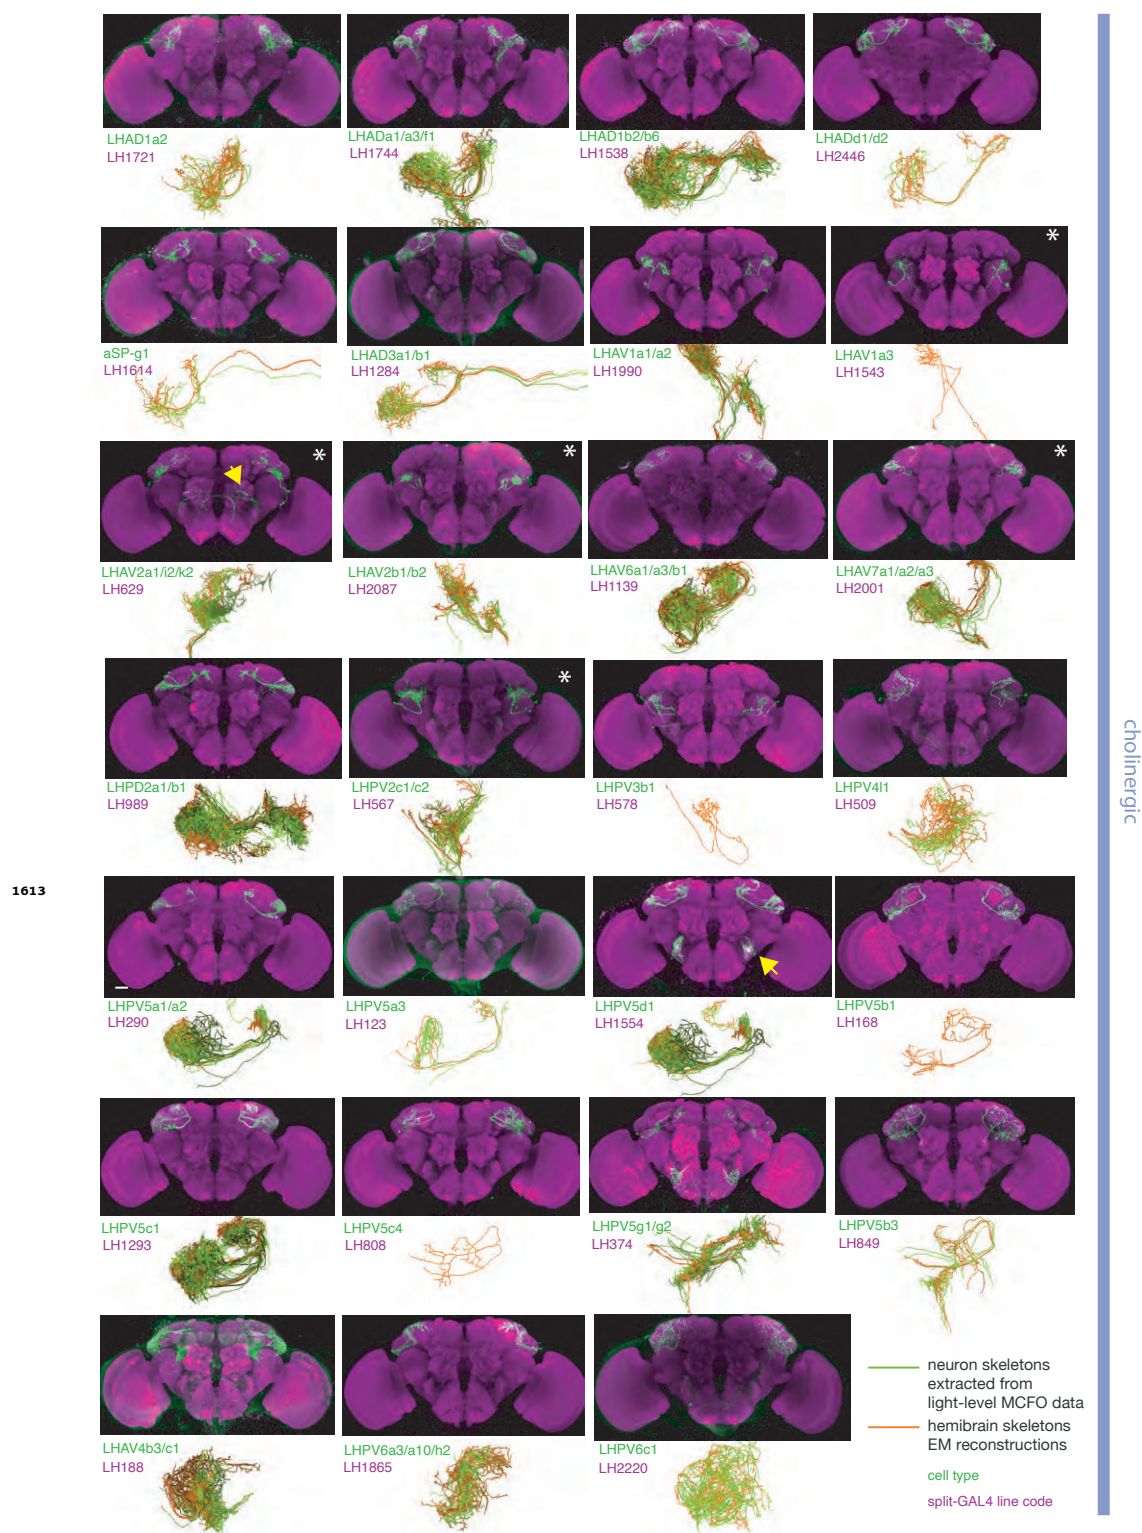 LHAD1a2
LH1721
LHADa1/a3/f1
LH1744
LHAD1b2/b6
LH1538
LHADd1/d2
LH2446
aSP-g1
LH1614
LHAD3a1/b1
LH1284
LHAV1a1/a2
LH1990
*
LHAV1a3
LH1543
*
LHAV2a1/i2/k2
LH629
*
LHAV2b1/b2
LH2087
LHAV6a1/a3/b1
LH1139
*
LHAV7a1/a2/a3
LH2001
LHPD2a1/b1
LH989
*
LHPV2c1/c2
LH567
LHPV3b1
LH578
LHPV4l1
LH509
cholinergic
1613
LHPV5a1/a2
LH290
LHPV5a3
LH123
LHPV5d1
LH1554
LHPV5b1
LH168
LHPV5c1
LH1293
LHPV5c4
LH808
LHPV5g1/g2
LH374
LHPV5b3
LH849
LHAV4b3/c1
LH188
LHPV6a3/a10/h2
LH1865
LHPV6c1
LH2220
neuron skeletons
extracted from
light-level MCFO data
hemibrain skeletons
EM reconstructions
cell type
split-GAL4 line code